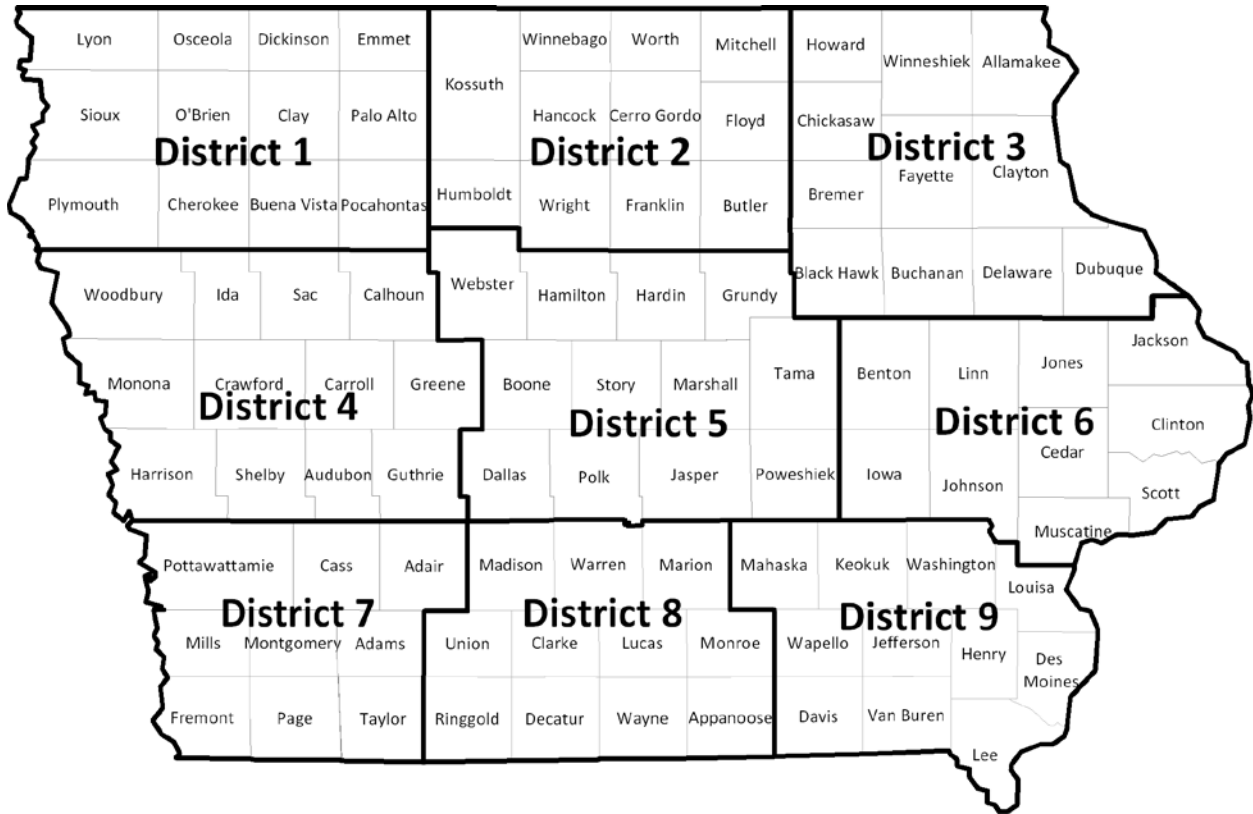 Lyon Osceola Dickinson Emmet
Sioux O'Brien Clay Palo Alto
District 1
Plymouth Cherokee Buena Vista Pocahontas
Winnebago Worth Mitchell
Kossuth
Hancock Cerro Gordo Floyd
District 2
Humboldt Wright Franklin Butler
Howard Winneshiek Allamakee
Chickasaw
District 3
Bremer Fayette Clayton
Black Hawk Buchanan Delaware Dubuque
Woodbury Ida Sac Calhoun
Monona Crawford Carroll Greene
District 4
Harrison Shelby Audubon Guthrie
Webster Hamilton Hardin Grundy
Boone Story Marshall Tama
District 5
Dallas Polk Jasper Poweshiek
Jackson
Benton Linn Jones
Clinton
District 6
Cedar
Iowa Johnson Scott
Muscatine
Pottawattamie Cass Adair
District 7
Mills Montgomery Adams
Fremont Page Taylor
Madison Warren Marion
District 8
Union Clarke Lucas Monroe
Ringgold Decatur Wayne Appanoose
Mahaska Keokuk Washington
Louisa
District 9
Wapello Jefferson Henry
Des
Moines
Davis Van Buren
Lee